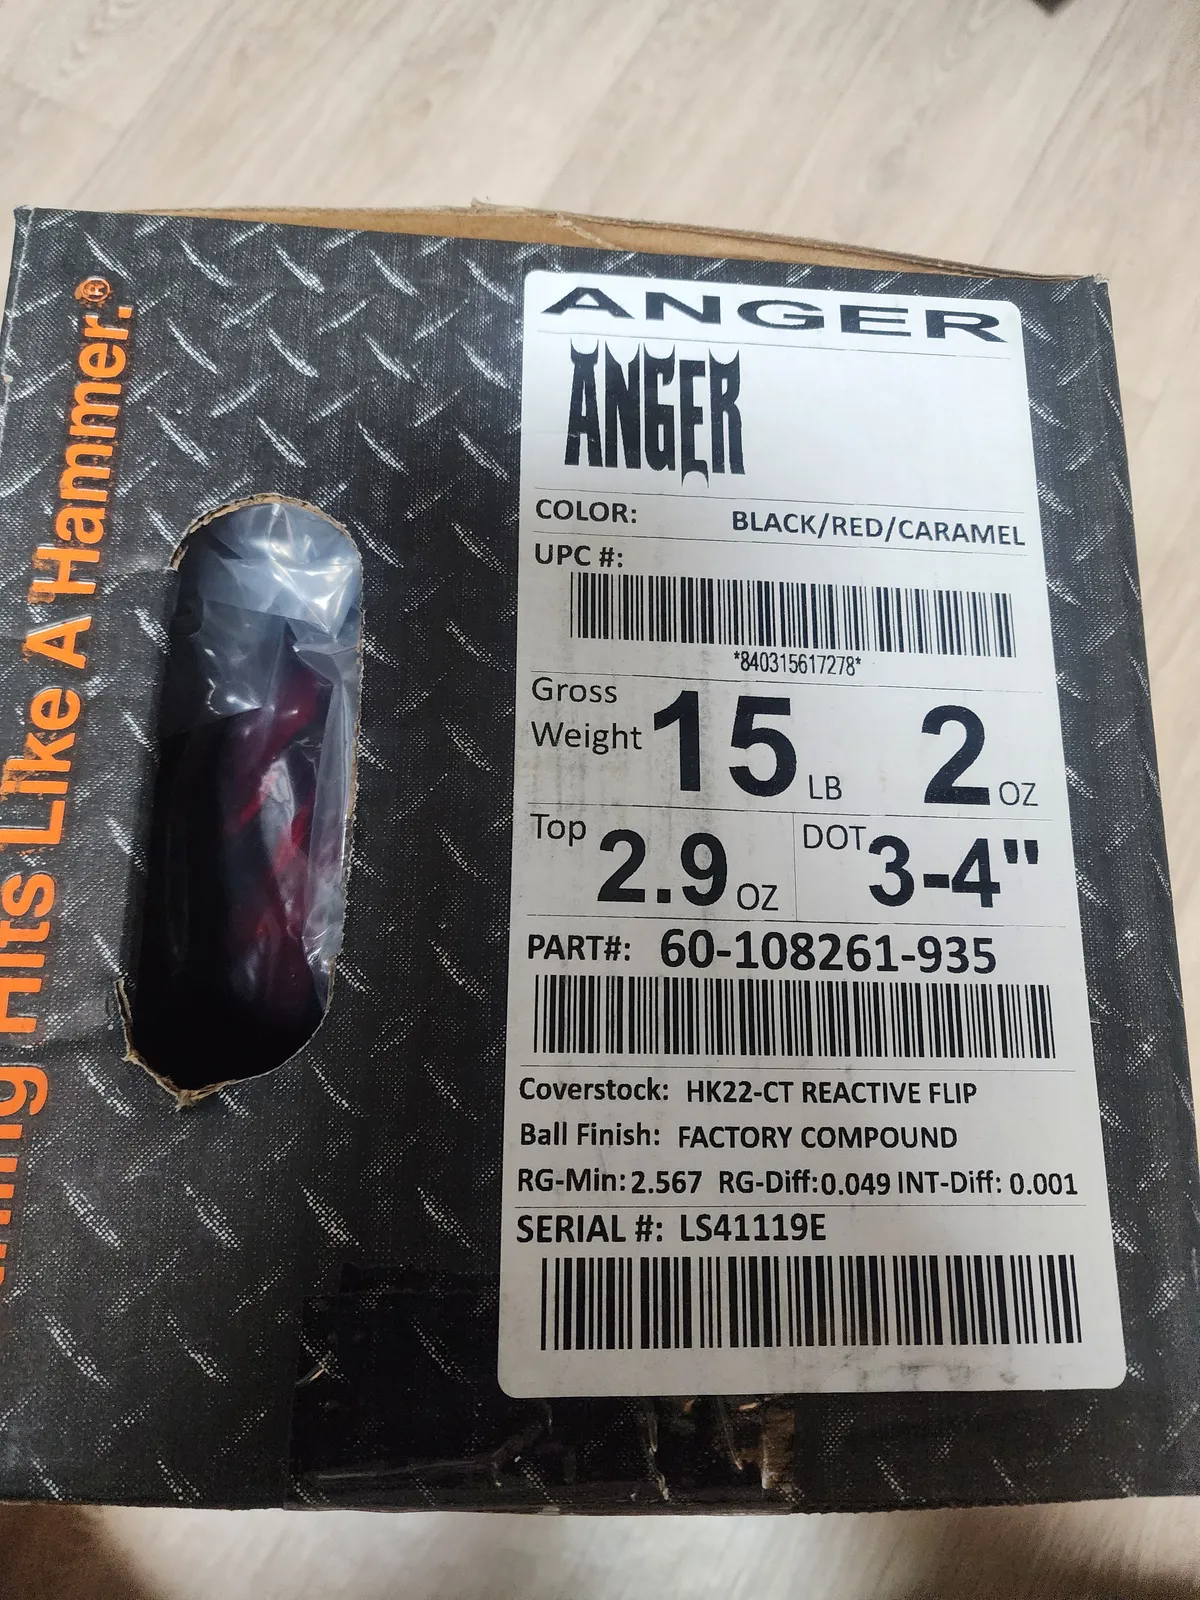 Hits Like A Hammer.®
ANGER
ANGER
COLOR: BLACK/RED/CARAMEL
UPC #:
*840315617278*
Gross Weight 15 LB 2 OZ
Top 2.9 OZ DOT 3-4"
PART#: 60-108261-935
Coverstock: HK22-CT REACTIVE FLIP
Ball Finish: FACTORY COMPOUND
RG-Min: 2.567 RG-Diff: 0.049 INT-Diff: 0.001
SERIAL #: LS41119E